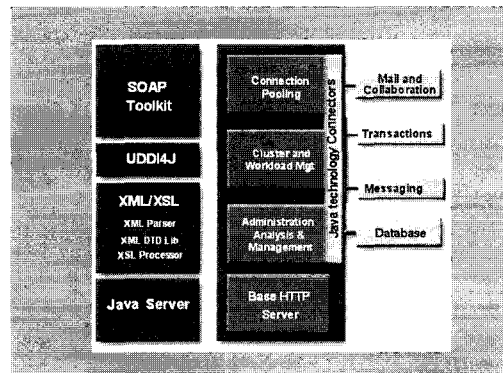 SOAP
Toolkit
UDDI4J
XML/XSL
XML Parser
XML DTD Lib
XSL Processor
Java Server
Connection
Pooling
Cluster and
Workload Mgt
Administration
Analysis &
Management
Base HTTP
Server
Java technology Connectors
Mail and
Collaboration
Transactions
Messaging
Database